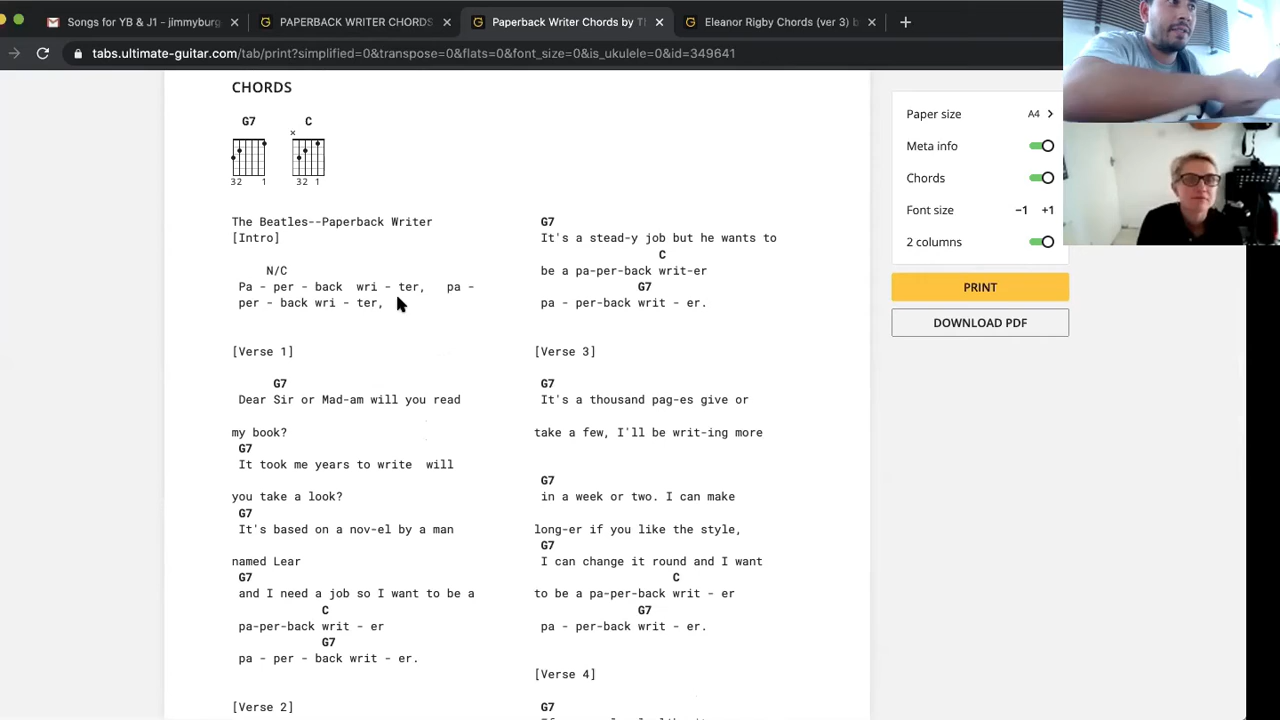 Songs for YB & J1 - jimmyburg
PAPERBACK WRITER CHORDS
Paperback Writer Chords by T
Eleanor Rigby Chords (ver 3) b
tabs.ultimate-guitar.com/tab/print?simplified=0&transpose=0&flats=0&font_size=0&is_ukulele=0&id=349641
CHORDS
G7 C
×
32 1 32 1
The Beatles--Paperback Writer
[Intro]
N/C
Pa - per - back wri - ter, pa -
per - back wri - ter,
[Verse 1]
G7
Dear Sir or Mad-am will you read
my book?
G7
It took me years to write will
you take a look?
G7
It's based on a nov-el by a man
named Lear
G7
and I need a job so I want to be a
C
pa-per-back writ - er
G7
pa - per - back writ - er.
[Verse 2]
G7
It's a stead-y job but he wants to
C
be a pa-per-back writ-er
G7
pa - per-back writ - er.
[Verse 3]
G7
It's a thousand pag-es give or
take a few, I'll be writ-ing more
G7
in a week or two. I can make
long-er if you like the style,
G7
I can change it round and I want
C
to be a pa-per-back writ - er
G7
pa - per-back writ - er.
[Verse 4]
G7
Paper size A4
Meta info
Chords
Font size −1 +1
2 columns
PRINT
DOWNLOAD PDF